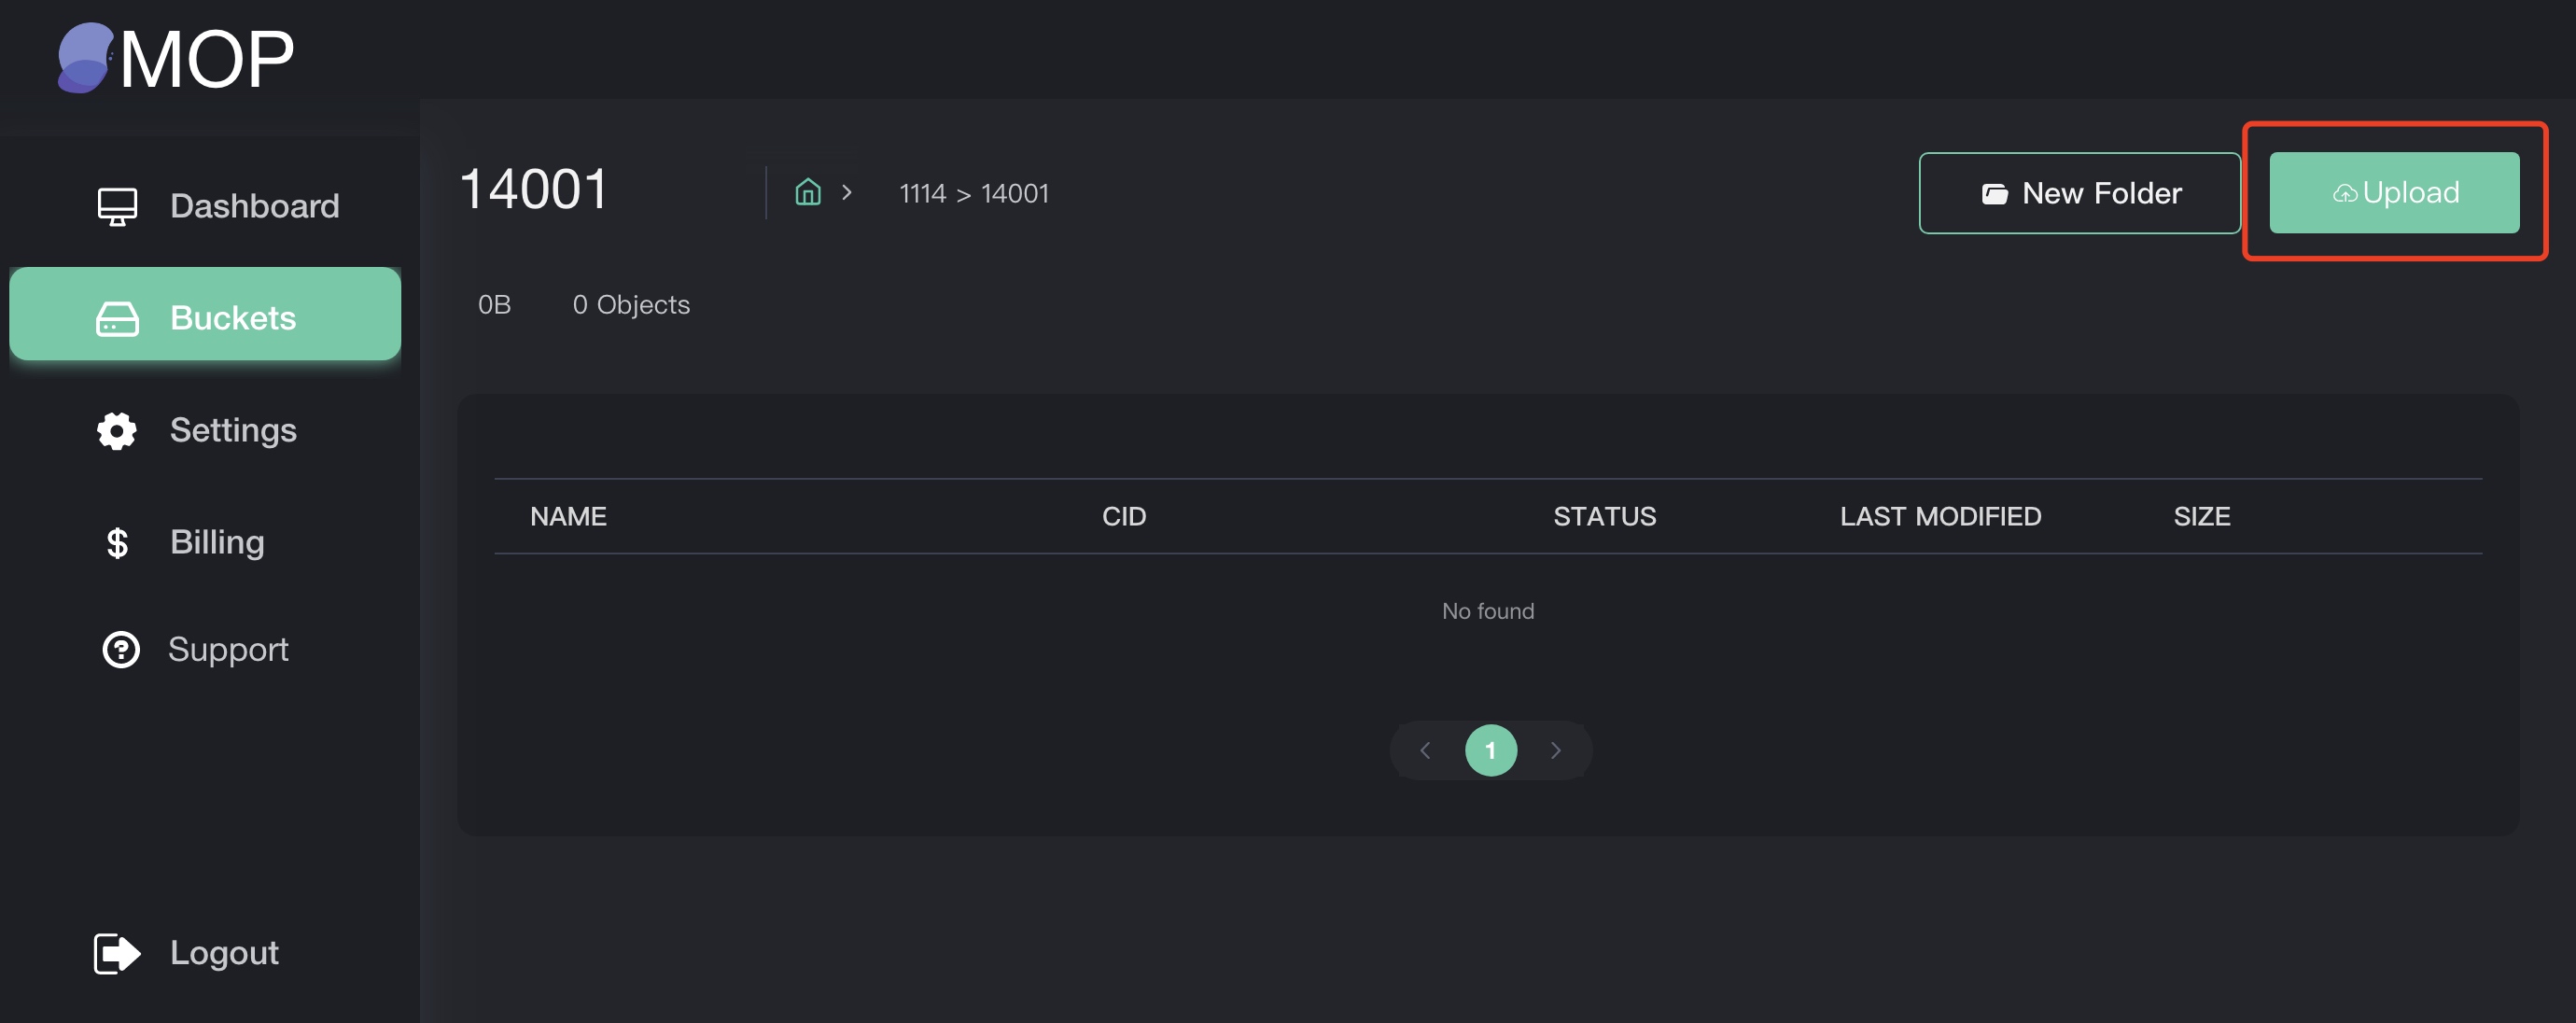 MOP
Dashboard
Buckets
Settings
$ Billing
Support
Logout
14001
> 1114 > 14001
New Folder
Upload
0B 0 Objects
NAME CID STATUS LAST MODIFIED SIZE
No found
< 1 >